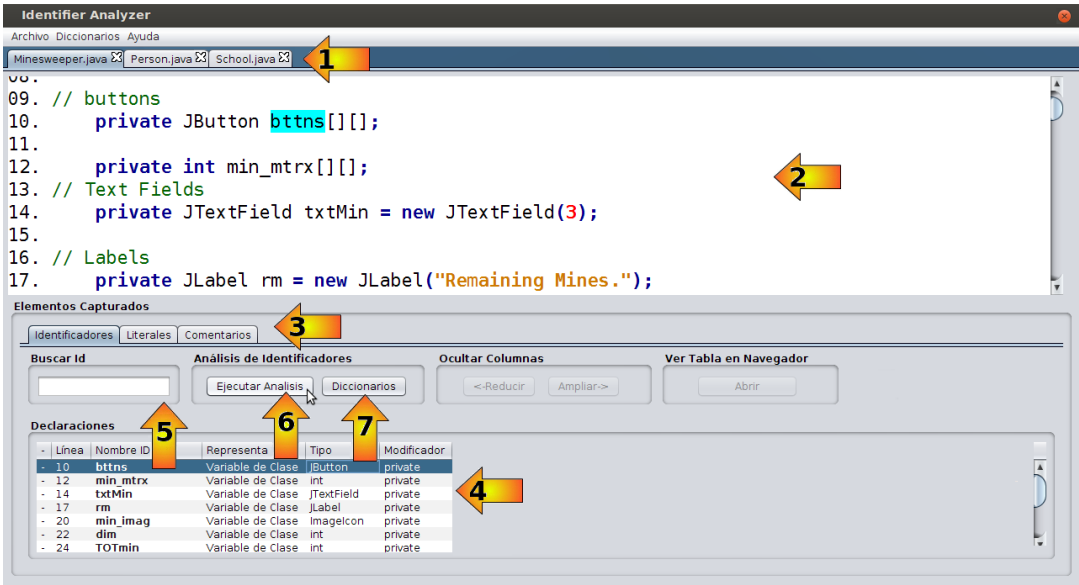 Identifier Analyzer
Archivo Diccionarios Ayuda
Minesweeper.java Person.java School.java 1
08.
09. // buttons
10. private JButton bttns[][];
11.
12. private int min_mtrx[][];
2
13. // Text Fields
14. private JTextField txtMin = new JTextField(3);
15.
16. // Labels
17. private JLabel rm = new JLabel("Remaining Mines.");
Elementos Capturados
3
Identificadores Literales Comentarios
Buscar Id Análisis de Identificadores Ocultar Columnas Ver Tabla en Navegador
Ejecutar Analisis Diccionarios <-Reducir Ampliar-> Abrir
5 6 7
Declaraciones
- Línea Nombre ID Representa Tipo Modificador
- 10 bttns Variable de Clase JButton private
- 12 min_mtrx Variable de Clase int private
- 14 txtMin Variable de Clase JTextField private
4
- 17 rm Variable de Clase JLabel private
- 20 min_imag Variable de Clase ImageIcon private
- 22 dim Variable de Clase int private
- 24 TOTmin Variable de Clase int private